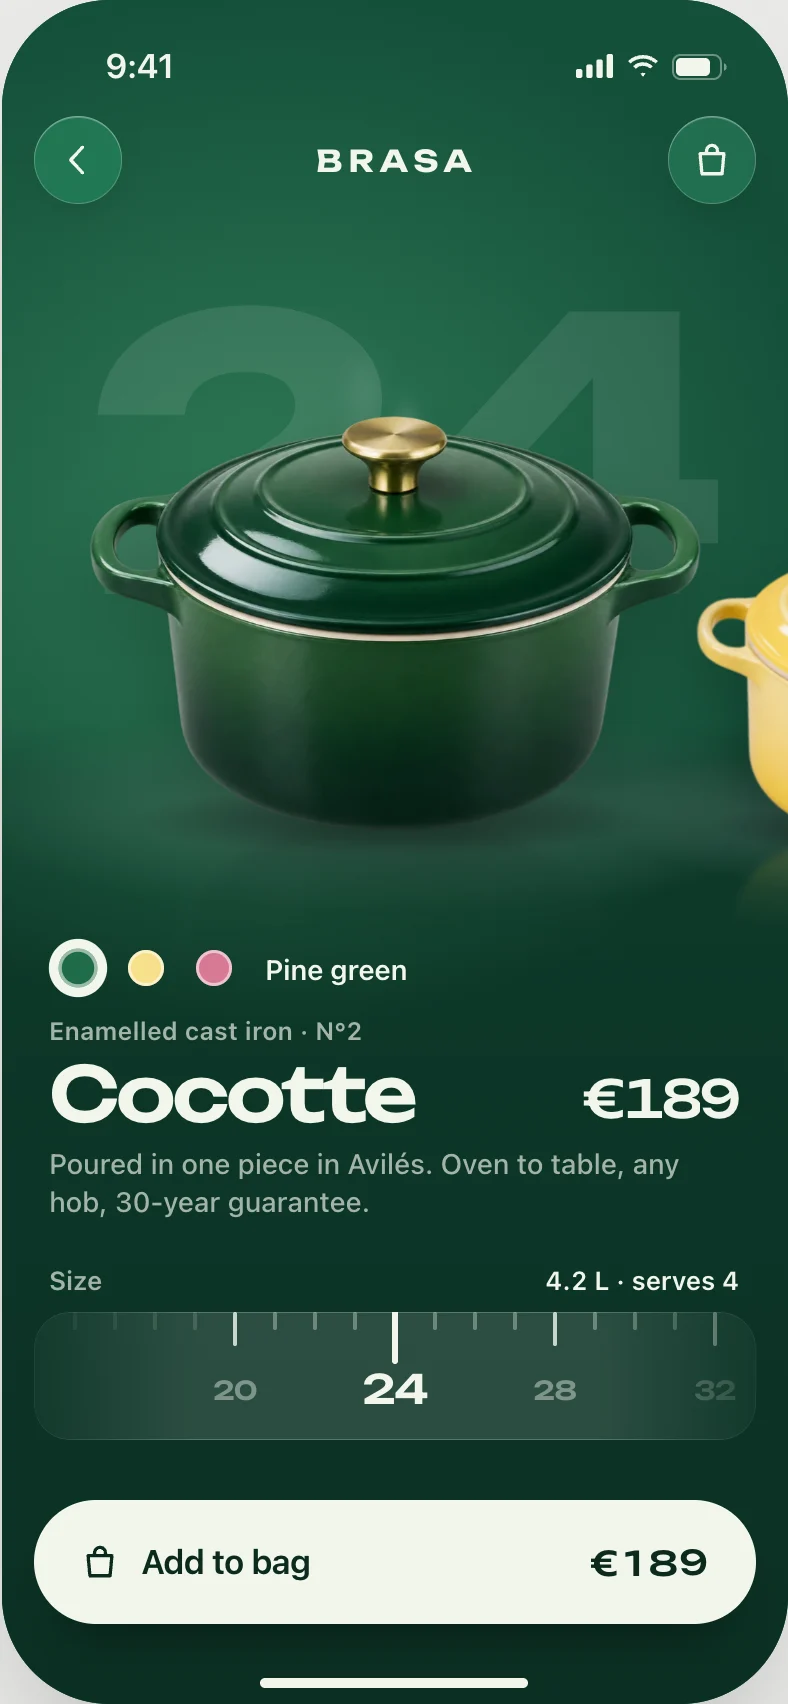 9:41
BRASA
24
Pine green
Enamelled cast iron · Nº2
Cocotte
€189
Poured in one piece in Avilés. Oven to table, any
hob, 30-year guarantee.
Size
4.2 L · serves 4
20 24 28 32
Add to bag
€189